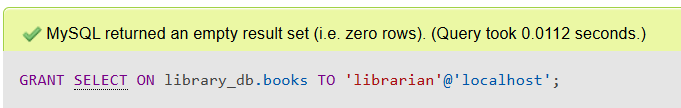 MySQL returned an empty result set (i.e. zero rows). (Query took 0.0112 seconds.)
GRANT SELECT ON library_db.books TO 'librarian'@'localhost';